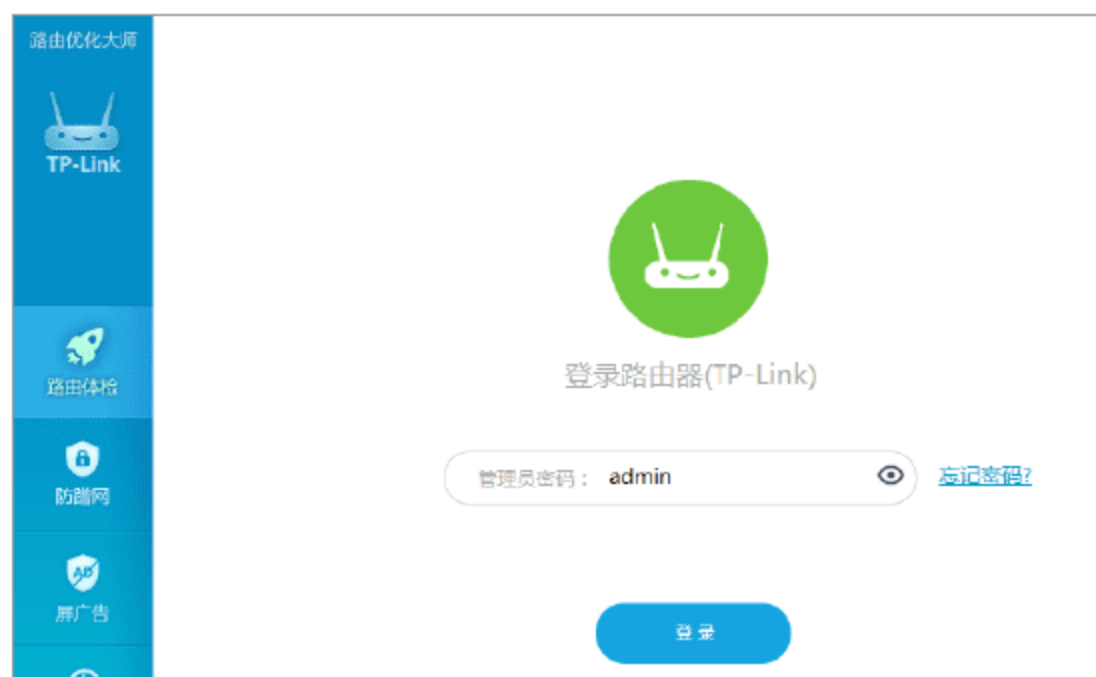 路由优化大师
TP-Link
路由体检
防蹭网
AD
屏广告
登录路由器(TP-Link)
管理员密码： admin
忘记密码?
登 录